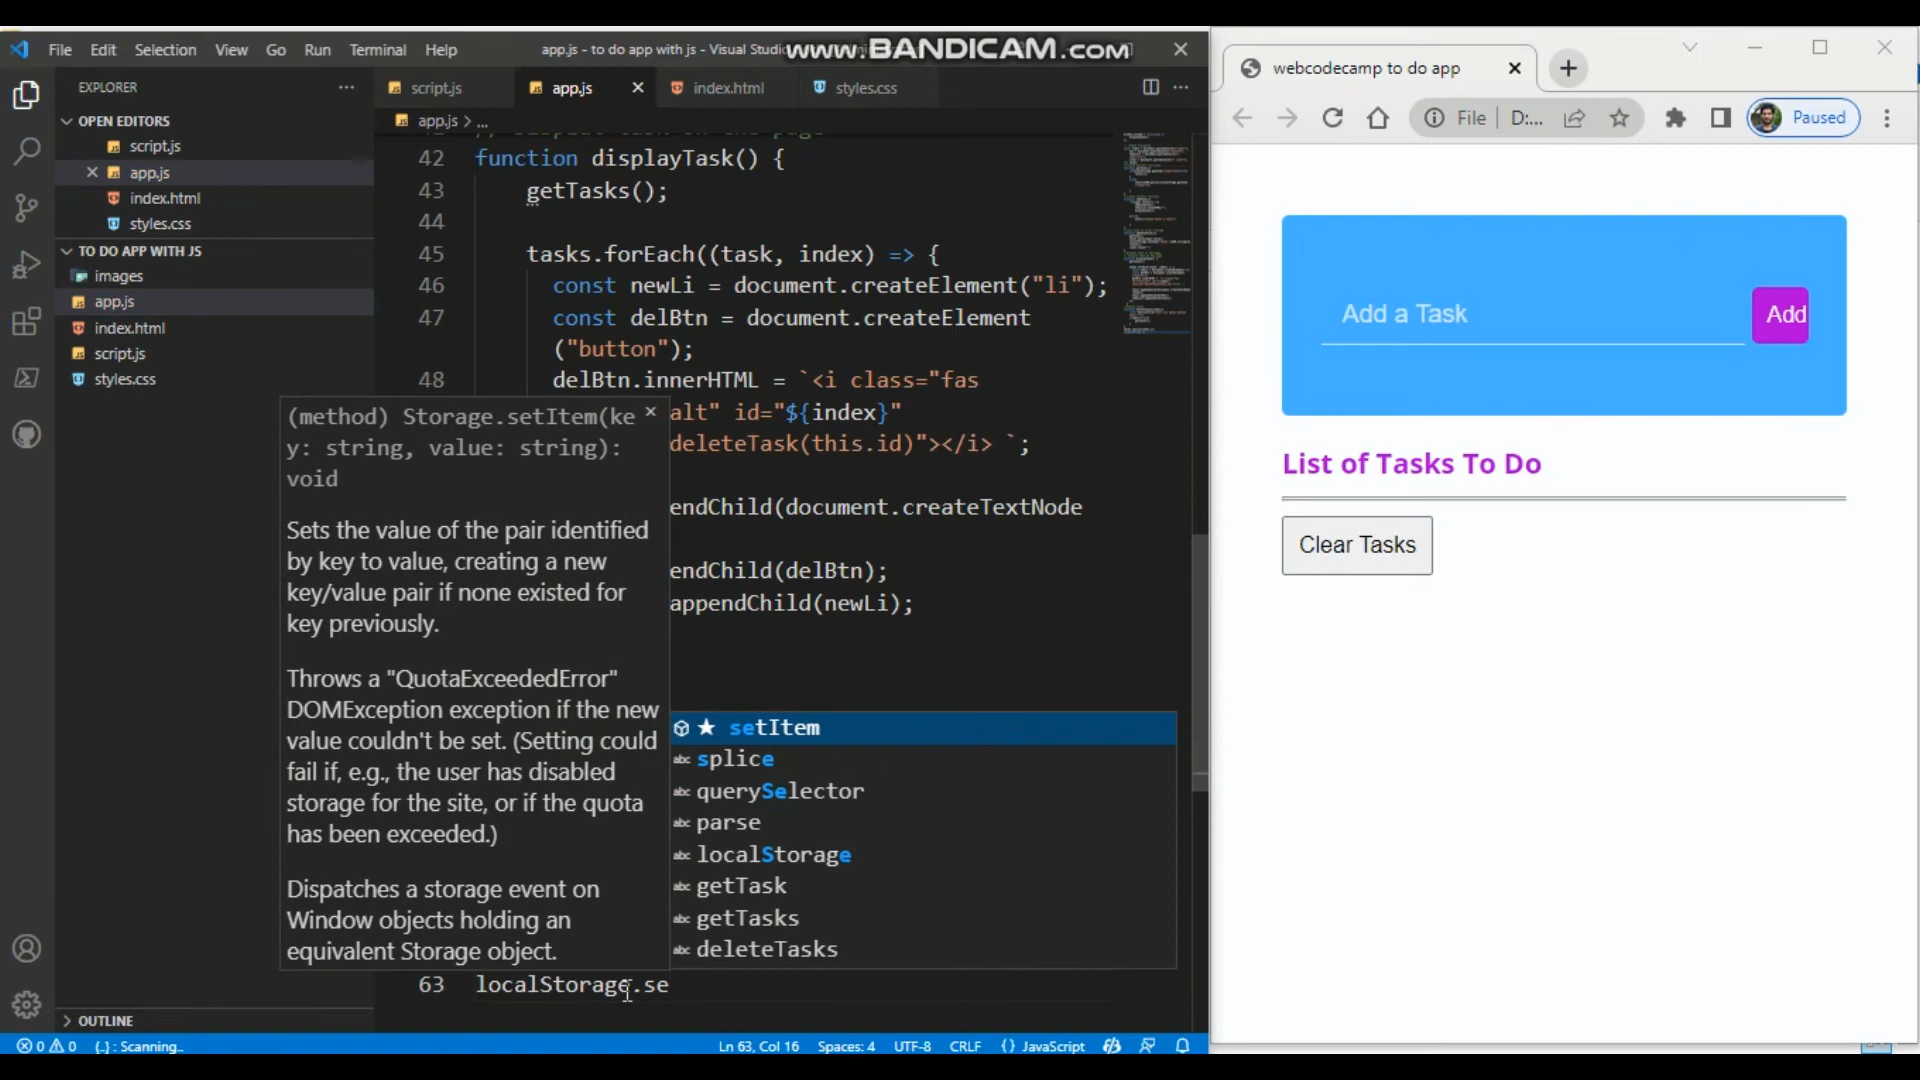 www.BANDICAM.com
File Edit Selection View Go Run Terminal Help
app.js - to do app with js - Visual Studio
EXPLORER
OPEN EDITORS
script.js
app.js
index.html
styles.css
TO DO APP WITH JS
images
app.js
index.html
script.js
styles.css
OUTLINE
script.js app.js index.html styles.css
app.js > ...
42 function displayTask() {
43 getTasks();
44
45 tasks.forEach((task, index) => {
46 const newLi = document.createElement("li");
47 const delBtn = document.createElement
("button");
48 delBtn.innerHTML = `<i class="fas
alt" id="${index}"
deleteTask(this.id)"></i> `;
endChild(document.createTextNode
endChild(delBtn);
appendChild(newLi);
(method) Storage.setItem(ke
y: string, value: string):
void
Sets the value of the pair identified
by key to value, creating a new
key/value pair if none existed for
key previously.
Throws a "QuotaExceededError"
DOMException exception if the new
value couldn't be set. (Setting could
fail if, e.g., the user has disabled
storage for the site, or if the quota
has been exceeded.)
Dispatches a storage event on
Window objects holding an
equivalent Storage object.
setItem
abc splice
abc querySelector
abc parse
abc localStorage
abc getTask
abc getTasks
abc deleteTasks
63 localStorage.se
0 0 {..} : Scanning..
Ln 63, Col 16 Spaces: 4 UTF-8 CRLF {} JavaScript
webcodecamp to do app
File D:... Paused
Add a Task
Add
List of Tasks To Do
Clear Tasks